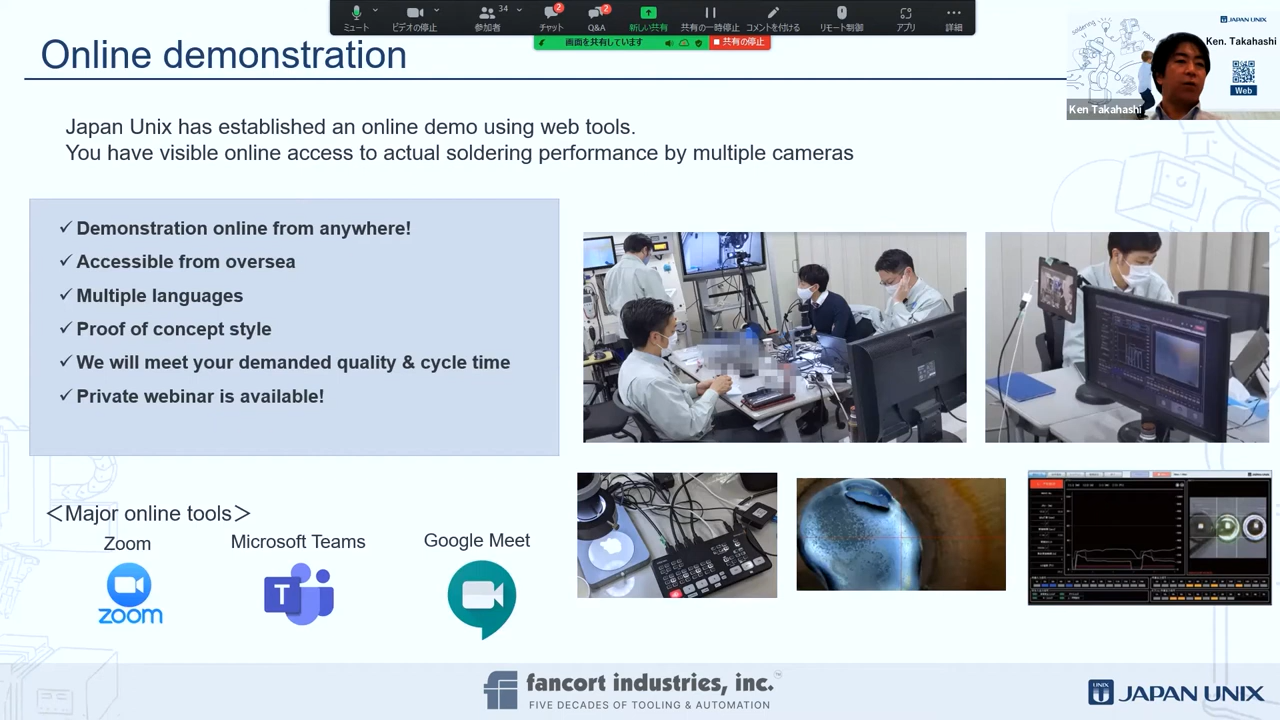 34
2
2
ミュート
ビデオの停止
参加者
チャット
Q&A
新しい共有
共有の一時停止
コメントを付ける
リモート制御
アプリ
詳細
画面を共有しています
共有の停止
Online demonstration
JAPAN UNIX
Ken. Takahashi
Web
Ken Takahashi
Japan Unix has established an online demo using web tools.
You have visible online access to actual soldering performance by multiple cameras
✓ Demonstration online from anywhere!
✓ Accessible from oversea
✓ Multiple languages
✓ Proof of concept style
✓ We will meet your demanded quality & cycle time
✓ Private webinar is available!
＜Major online tools＞
Zoom
Microsoft Teams
Google Meet
zoom
T
fancort industries, inc.
FIVE DECADES OF TOOLING & AUTOMATION
UNIX
JAPAN UNIX